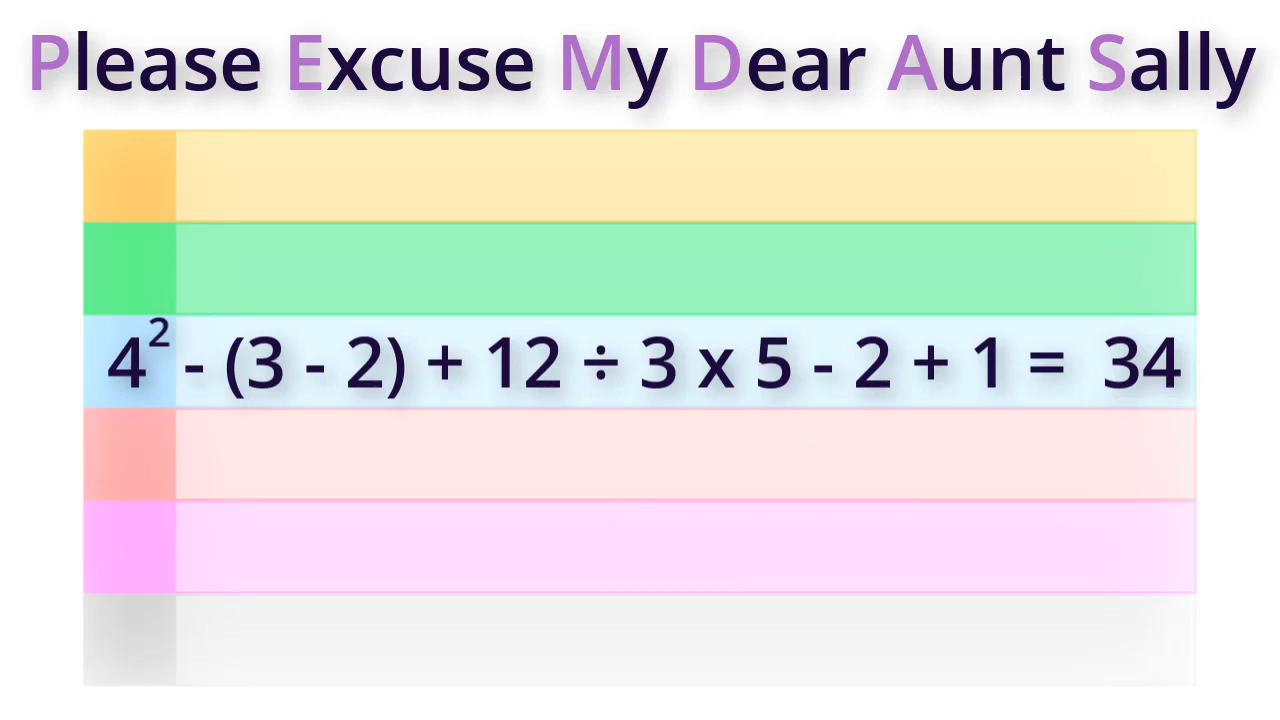 Please Excuse My Dear Aunt Sally
4² - (3 - 2) + 12 ÷ 3 x 5 - 2 + 1 = 34